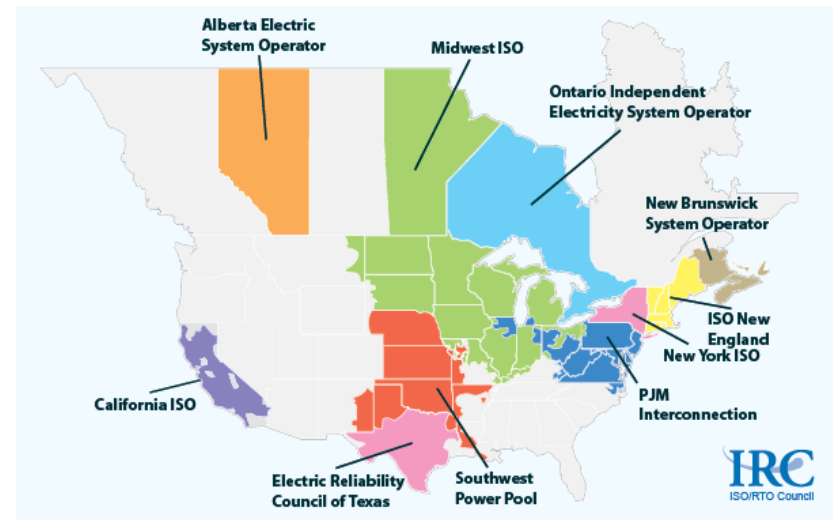 Alberta Electric
System Operator
Midwest ISO
Ontario Independent
Electricity System Operator
New Brunswick
System Operator
ISO New
England
New York ISO
PJM
Interconnection
California ISO
Electric Reliability
Council of Texas
Southwest
Power Pool
IRC
ISO/RTO Council